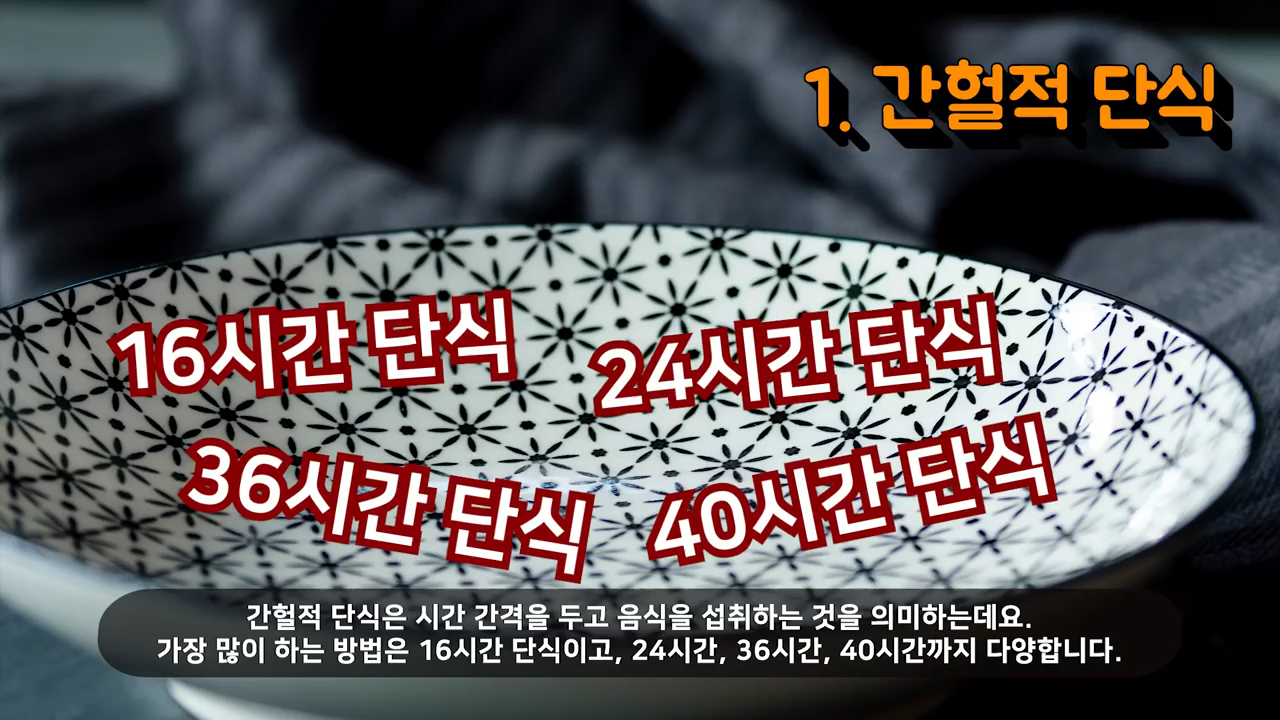 1. 간헐적 단식
16시간 단식
24시간 단식
36시간 단식
40시간 단식
간헐적 단식은 시간 간격을 두고 음식을 섭취하는 것을 의미하는데요.
가장 많이 하는 방법은 16시간 단식이고, 24시간, 36시간, 40시간까지 다양합니다.